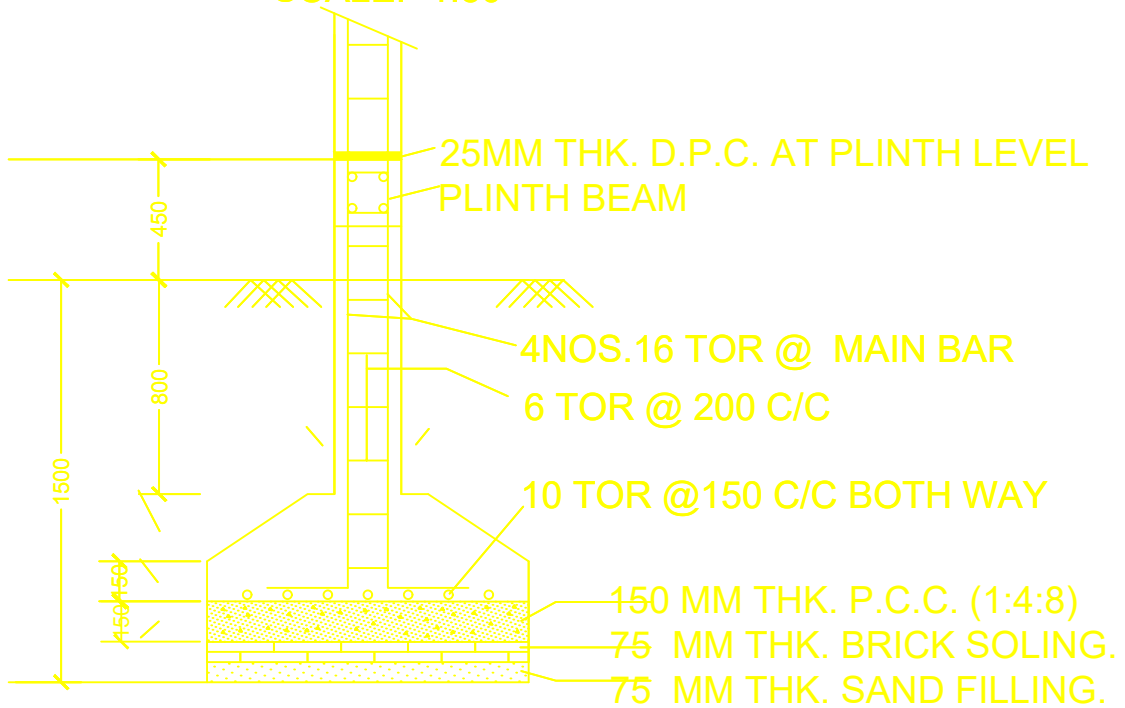 25MM THK. D.P.C. AT PLINTH LEVEL
PLINTH BEAM
450
4NOS.16 TOR @ MAIN BAR
800
6 TOR @ 200 C/C
1500
10 TOR @150 C/C BOTH WAY
150
150
150 MM THK. P.C.C. (1:4:8)
75 MM THK. BRICK SOLING.
75 MM THK. SAND FILLING.